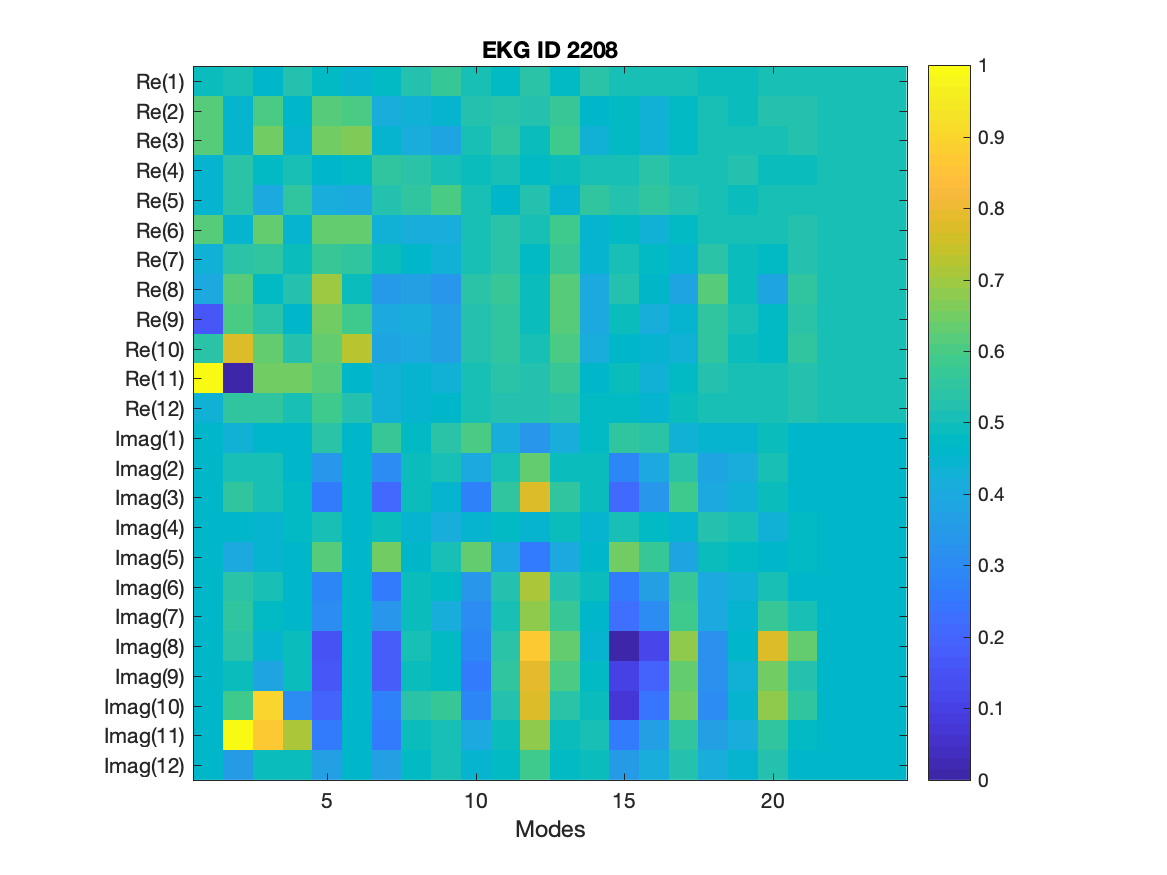 EKG ID 2208
Re(1)
Re(2)
Re(3)
Re(4)
Re(5)
Re(6)
Re(7)
Re(8)
Re(9)
Re(10)
Re(11)
Re(12)
Imag(1)
Imag(2)
Imag(3)
Imag(4)
Imag(5)
Imag(6)
Imag(7)
Imag(8)
Imag(9)
Imag(10)
Imag(11)
Imag(12)
5 10 15 20
Modes
1
0.9
0.8
0.7
0.6
0.5
0.4
0.3
0.2
0.1
0